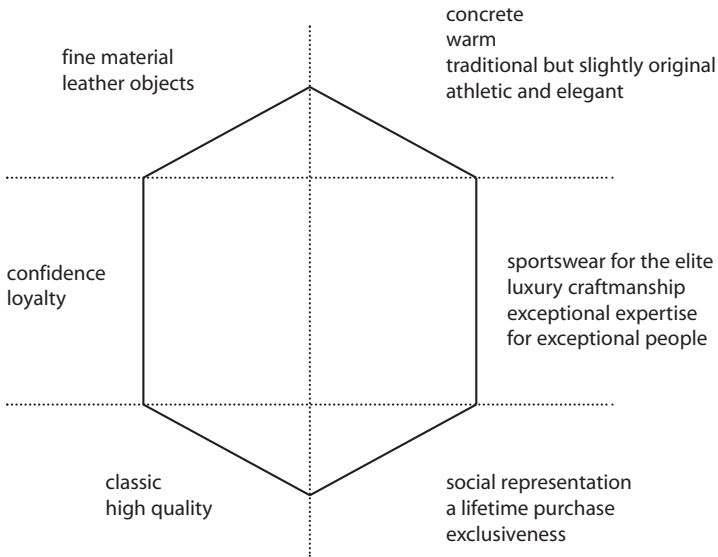 fine material
leather objects
concrete
warm
traditional but slightly original
athletic and elegant
confidence
loyalty
sportswear for the elite
luxury craftmanship
exceptional expertise
for exceptional people
classic
high quality
social representation
a lifetime purchase
exclusiveness